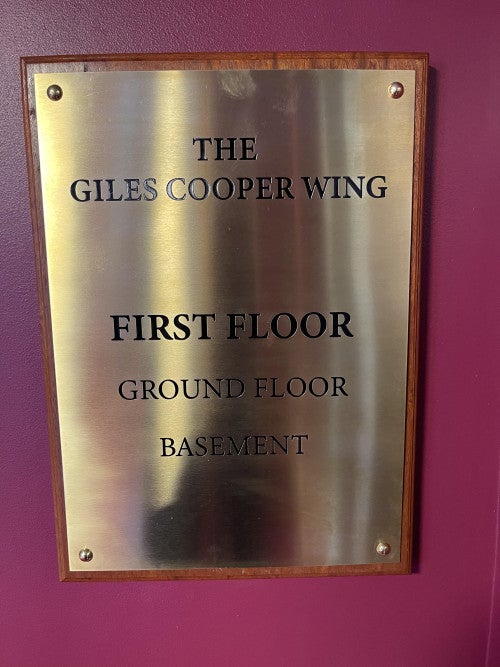 THE
GILES COOPER WING
FIRST FLOOR
GROUND FLOOR
BASEMENT